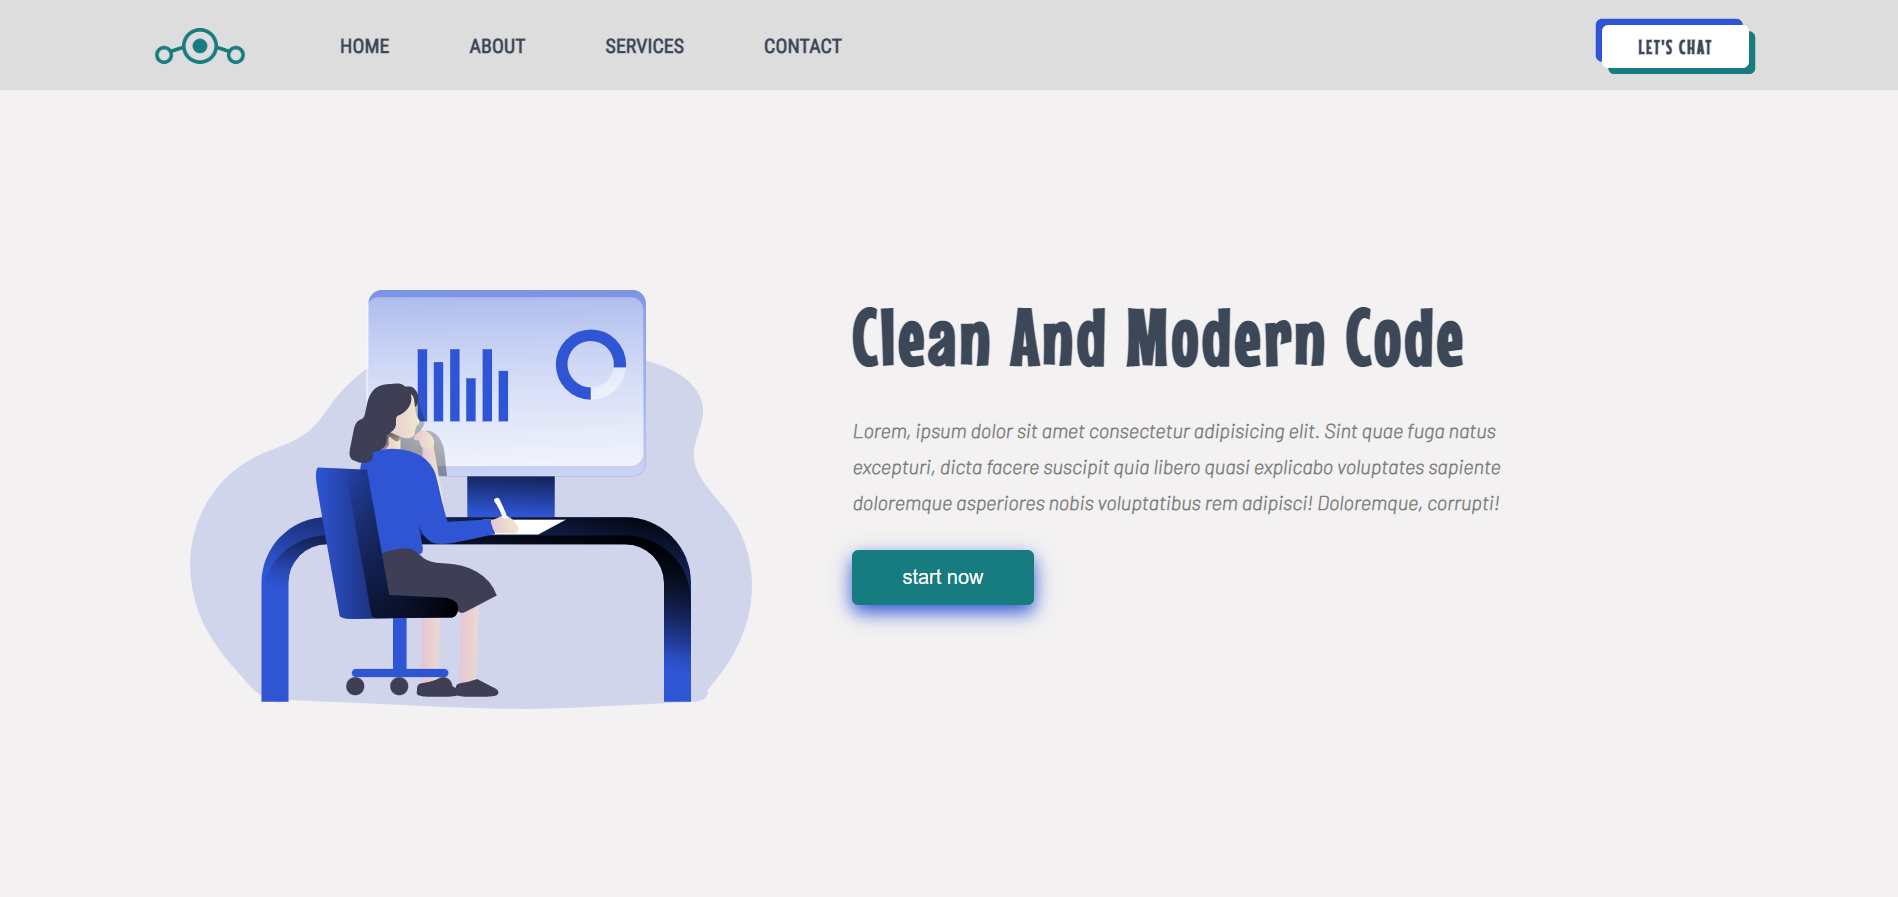 HOME ABOUT SERVICES CONTACT LET'S CHAT
Clean And Modern Code
Lorem, ipsum dolor sit amet consectetur adipisicing elit. Sint quae fuga natus
excepturi, dicta facere suscipit quia libero quasi explicabo voluptates sapiente
doloremque asperiores nobis voluptatibus rem adipisci! Doloremque, corrupti!
start now